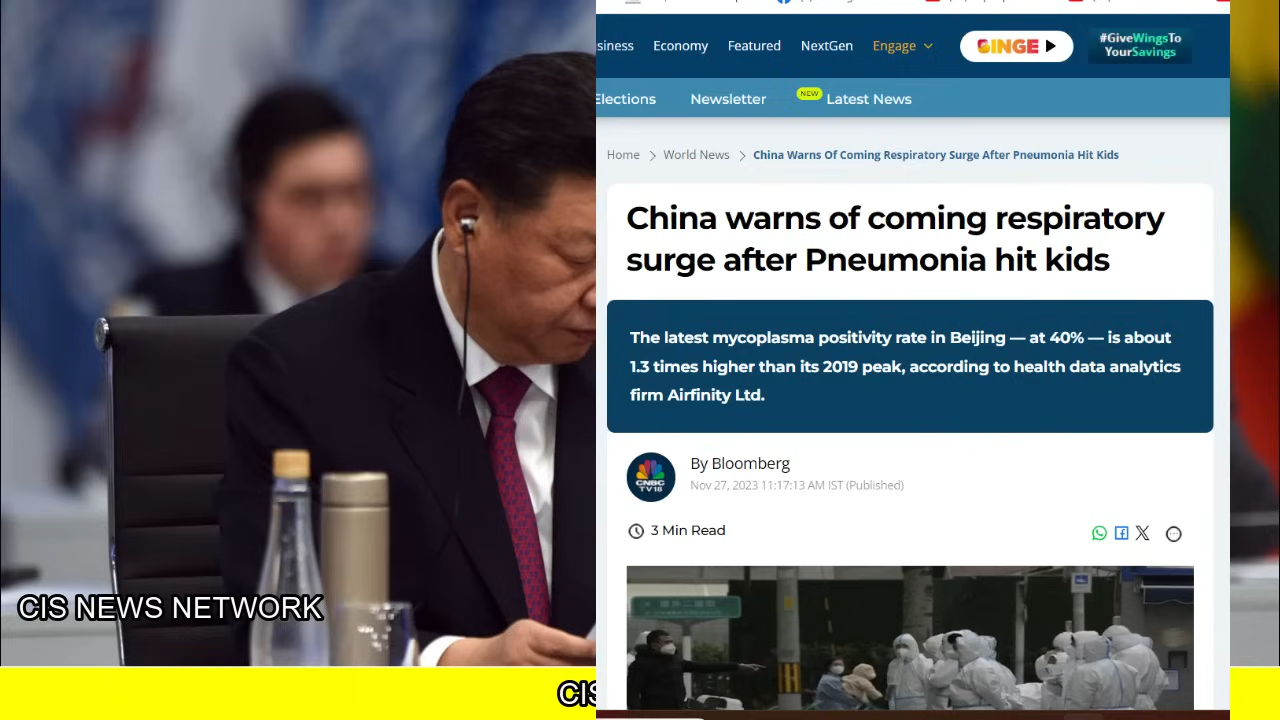 siness Economy Featured NextGen Engage BINGE #GiveWingsTo
YourSavings
Elections Newsletter NEW Latest News
Home World News China Warns Of Coming Respiratory Surge After Pneumonia Hit Kids
China warns of coming respiratory
surge after Pneumonia hit kids
The latest mycoplasma positivity rate in Beijing — at 40% — is about
1.3 times higher than its 2019 peak, according to health data analytics
firm Airfinity Ltd.
By Bloomberg
CNBC
TV18
Nov 27, 2023 11:17:13 AM IST (Published)
3 Min Read
CIS NEWS NETWORK
CIS